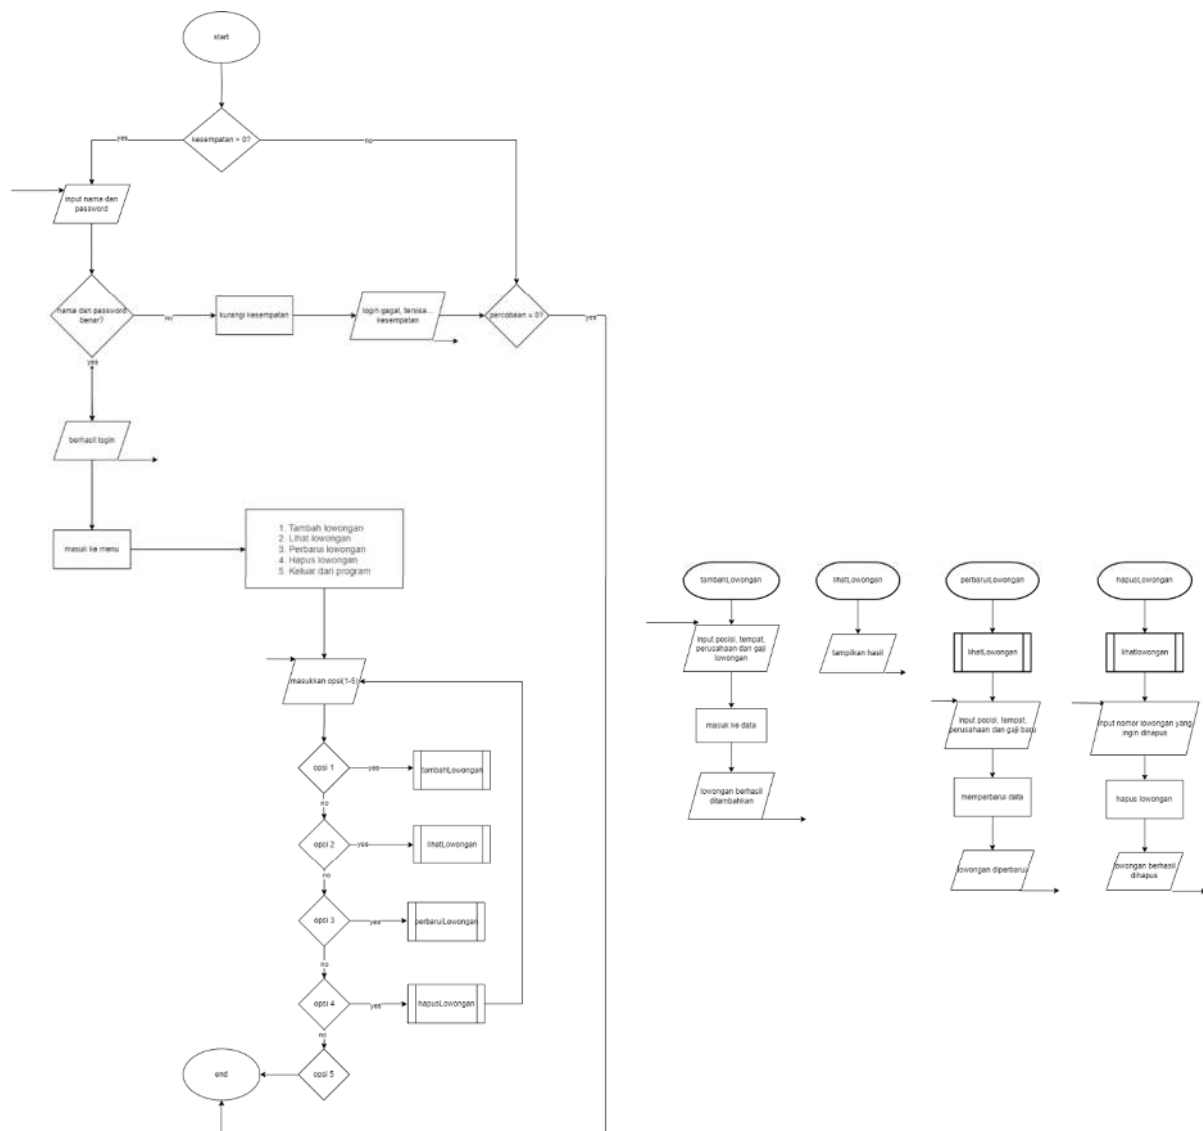 start
kesempatan > 0?
yes
no
input nama dan
password
nama dan password
benar?
no
kurangi kesempatan
login gagal, tersisa...
kesempatan
percobaan = 0?
yes
yes
berhasil login
masuk ke menu
1. Tambah lowongan
2. Lihat lowongan
3. Perbarui lowongan
4. Hapus lowongan
5. Keluar dari program
masukkan opsi(1-5)
opsi 1
yes
tambahLowongan
no
opsi 2
yes
lihatLowongan
no
opsi 3
yes
perbaruiLowongan
no
opsi 4
yes
hapusLowongan
no
opsi 5
end
tambahLowongan
input posisi, tempat,
perusahaan dan gaji
lowongan
masuk ke data
lowongan berhasil
ditambahkan
lihatLowongan
tampilkan hasil
perbaruiLowongan
lihatLowongan
input posisi, tempat,
perusahaan dan gaji baru
memperbarui data
lowongan diperbarui
hapusLowongan
lihatlowongan
input nomor lowongan yang
ingin dihapus
hapus lowongan
lowongan berhasil
dihapus